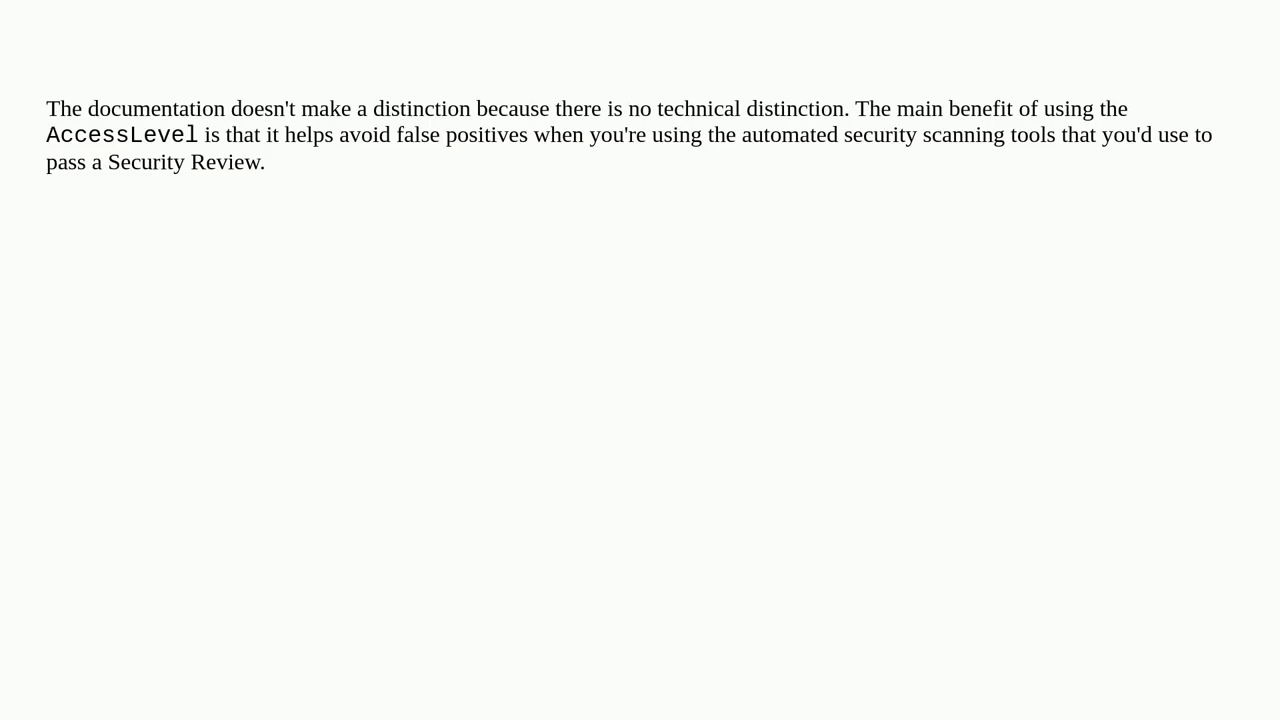 The documentation doesn't make a distinction because there is no technical distinction. The main benefit of using the
AccessLevel is that it helps avoid false positives when you're using the automated security scanning tools that you'd use to
pass a Security Review.